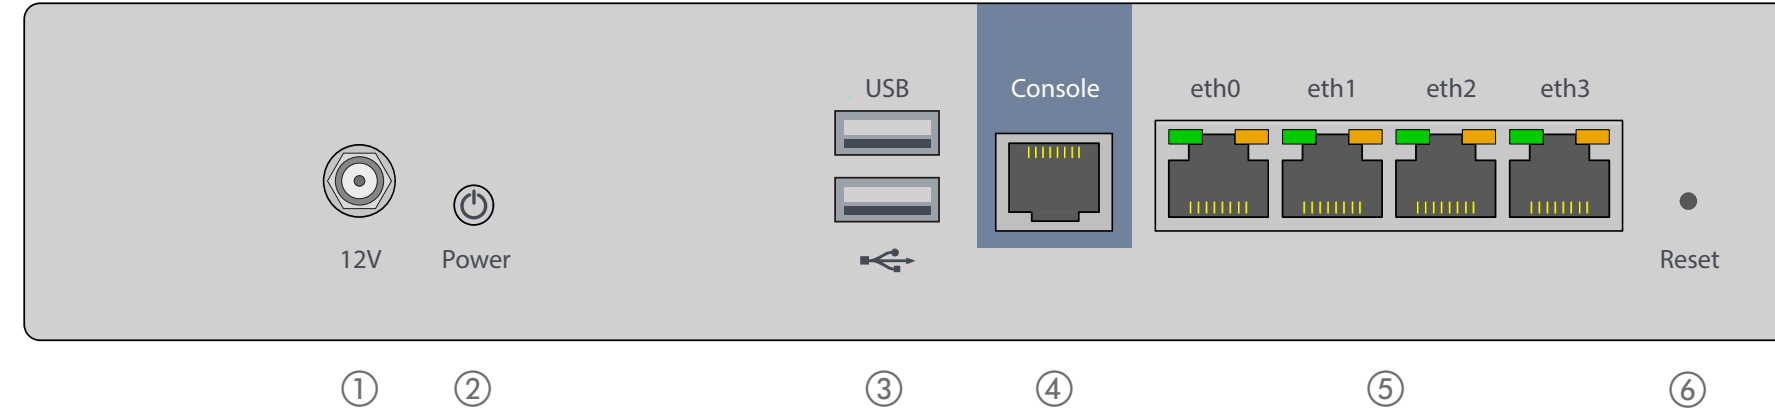 USB
Console
eth0
eth1
eth2
eth3
12V
Power
Reset
①
②
③
④
⑤
⑥